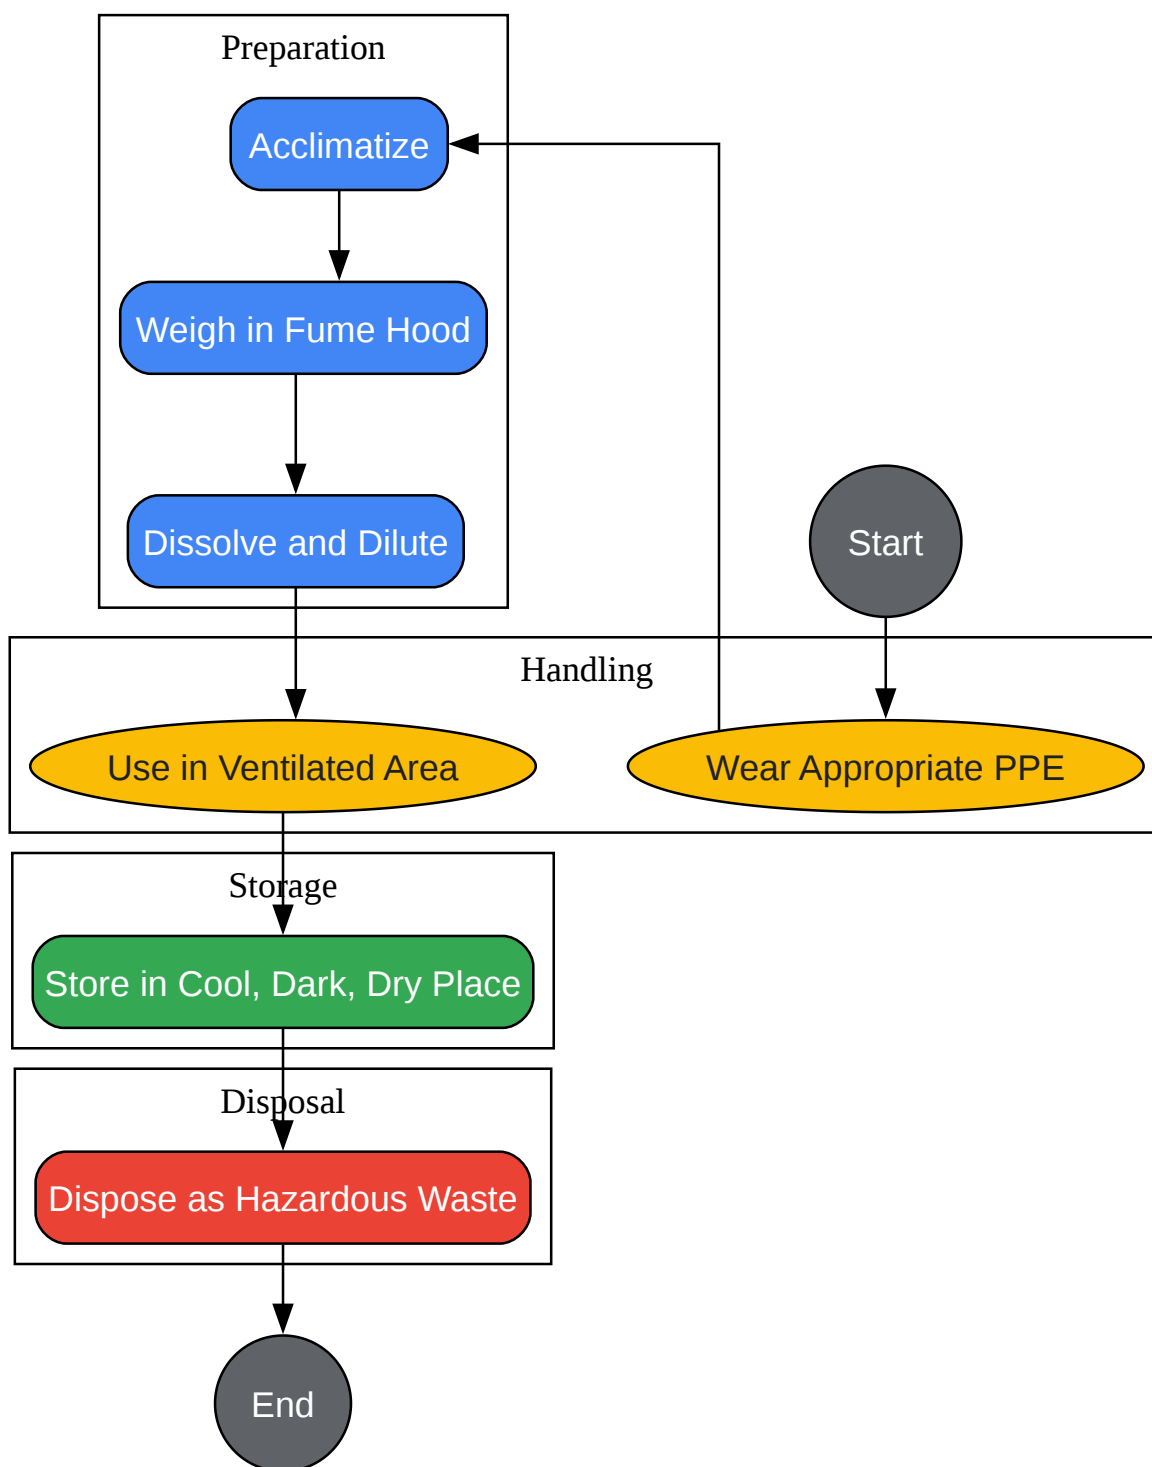 Preparation
Acclimatize
Weigh in Fume Hood
Dissolve and Dilute
Start
Handling
Use in Ventilated Area
Wear Appropriate PPE
Storage
Store in Cool, Dark, Dry Place
Disposal
Dispose as Hazardous Waste
End